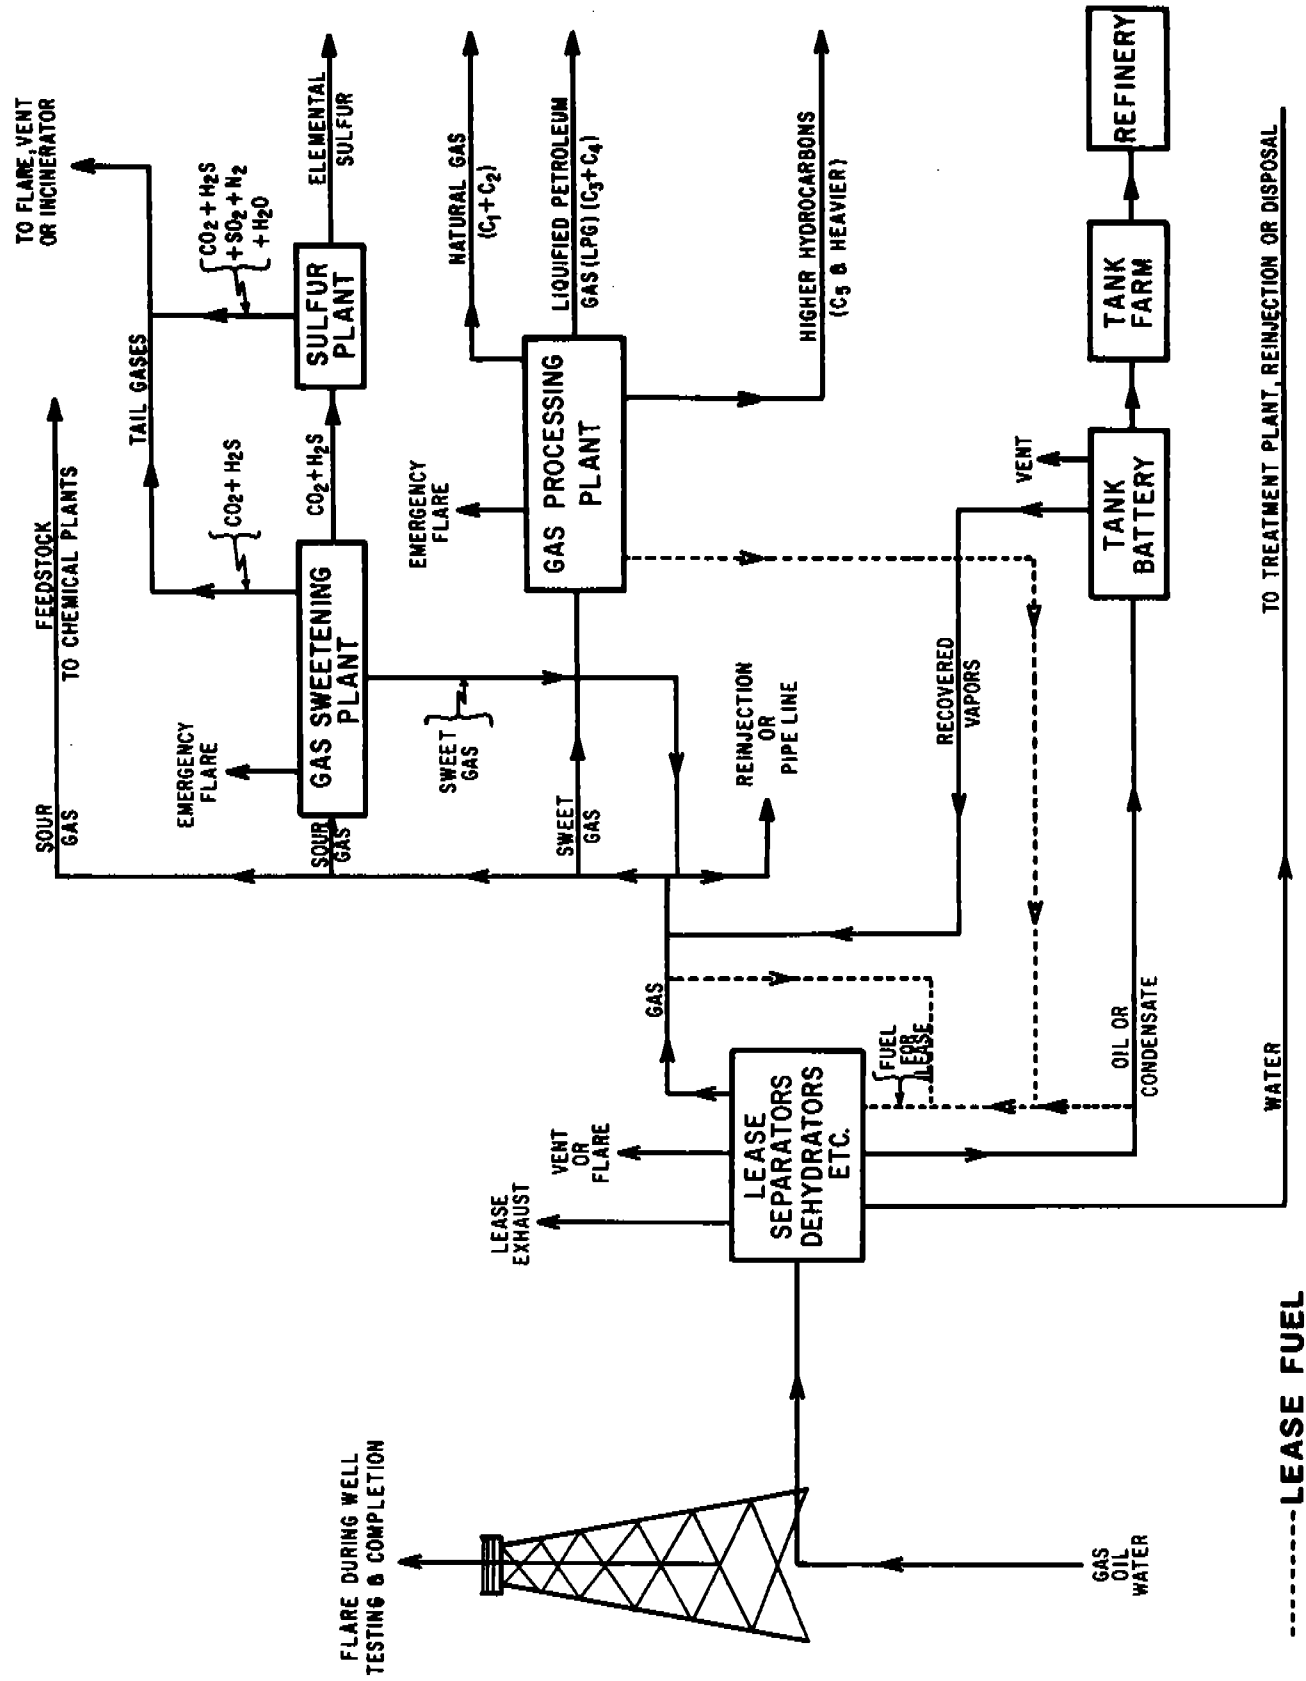 FLARE DURING WELL
TESTING & COMPLETION
GAS
OIL
WATER
-------LEASE FUEL
LEASE
EXHAUST
VENT
OR
FLARE
LEASE
SEPARATORS
DEHYDRATORS
ETC.
GAS
FUEL
FOR
LEASE
OIL OR
CONDENSATE
WATER
TO TREATMENT PLANT, REINJECTION OR DISPOSAL
SOUR
GAS
FEEDSTOCK
TO CHEMICAL PLANTS
EMERGENCY
FLARE
SOUR
GAS
GAS SWEETENING
PLANT
CO2+H2S
TAIL GASES
TO FLARE, VENT
OR INCINERATOR
CO2+H2S
SULFUR
PLANT
CO2+H2S
+SO2+N2
+H2O
ELEMENTAL
SULFUR
SWEET
GAS
SWEET
GAS
REINJECTION
OR
PIPE LINE
EMERGENCY
FLARE
GAS PROCESSING
PLANT
NATURAL GAS
(C1+C2)
LIQUIFIED PETROLEUM
GAS (LPG) (C3+C4)
HIGHER HYDROCARBONS
(C5 & HEAVIER)
RECOVERED
VAPORS
VENT
TANK
BATTERY
TANK
FARM
REFINERY